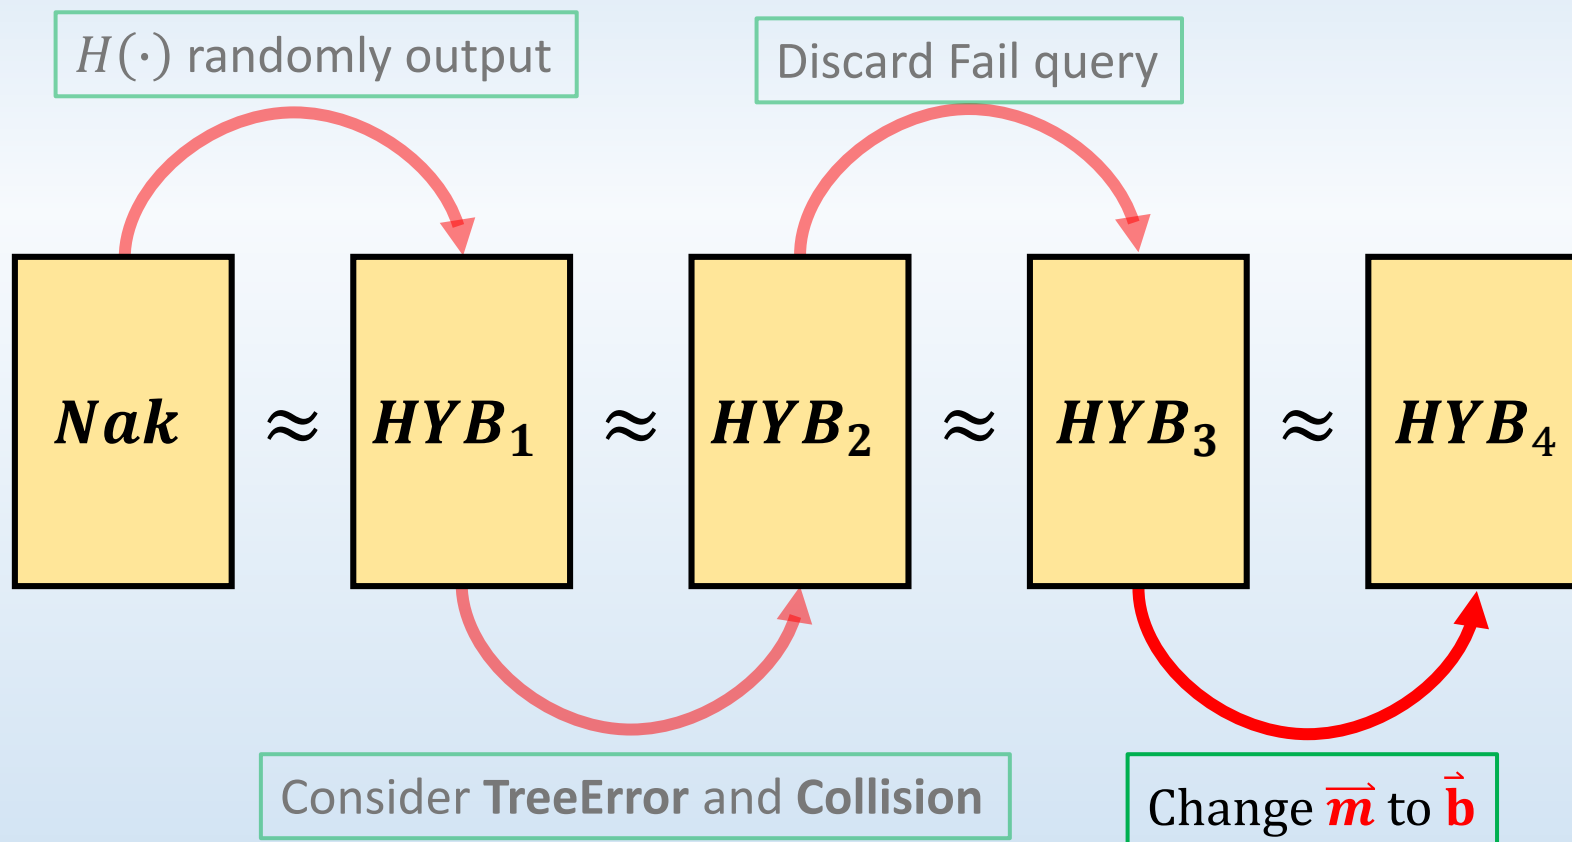 H(·) randomly output
Discard Fail query
Nak ≈ HYB₁ ≈ HYB₂ ≈ HYB₃ ≈ HYB₄
Consider TreeError and Collision
Change m⃗ to b⃗